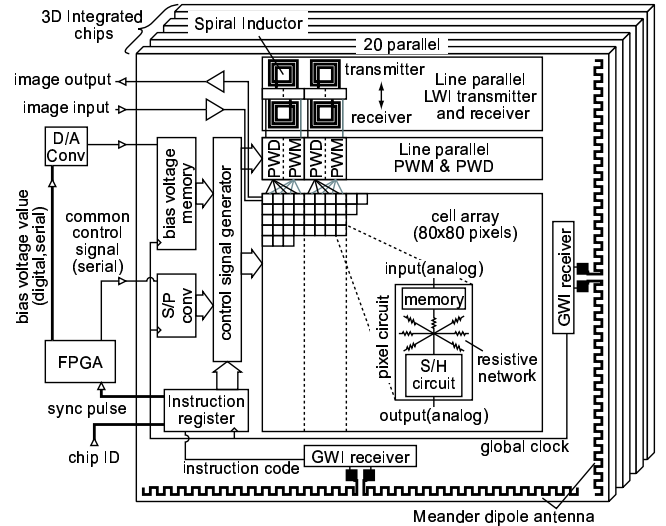 3D Integrated
chips
Spiral Inductor
20 parallel
image output
transmitter
Line parallel
LWI transmitter
and receiver
image input
receiver
D/A
Conv
PWD
PWM
PWD
PWM
Line parallel
PWM & PWD
bias voltage
memory
control signal generator
bias voltage value
(digital,serial)
common
control
signal
(serial)
cell array
(80x80 pixels)
input(analog)
GWI receiver
S/P
conv
memory
pixel circuit
FPGA
S/H
circuit
resistive
network
Instruction
register
sync pulse
output(analog)
chip ID
global clock
instruction code
GWI receiver
Meander dipole antenna